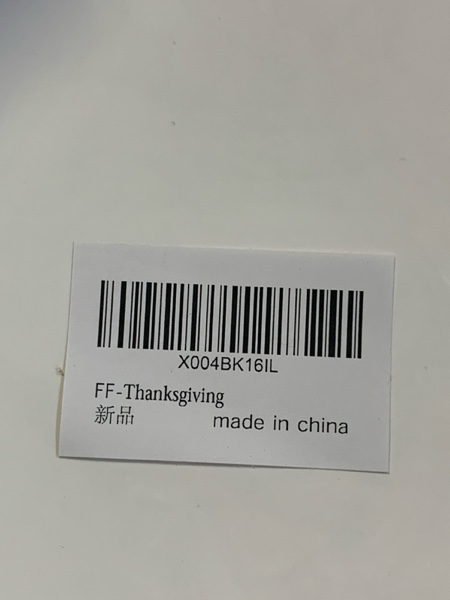 X004BK16IL
FF-Thanksgiving
新品 made in china